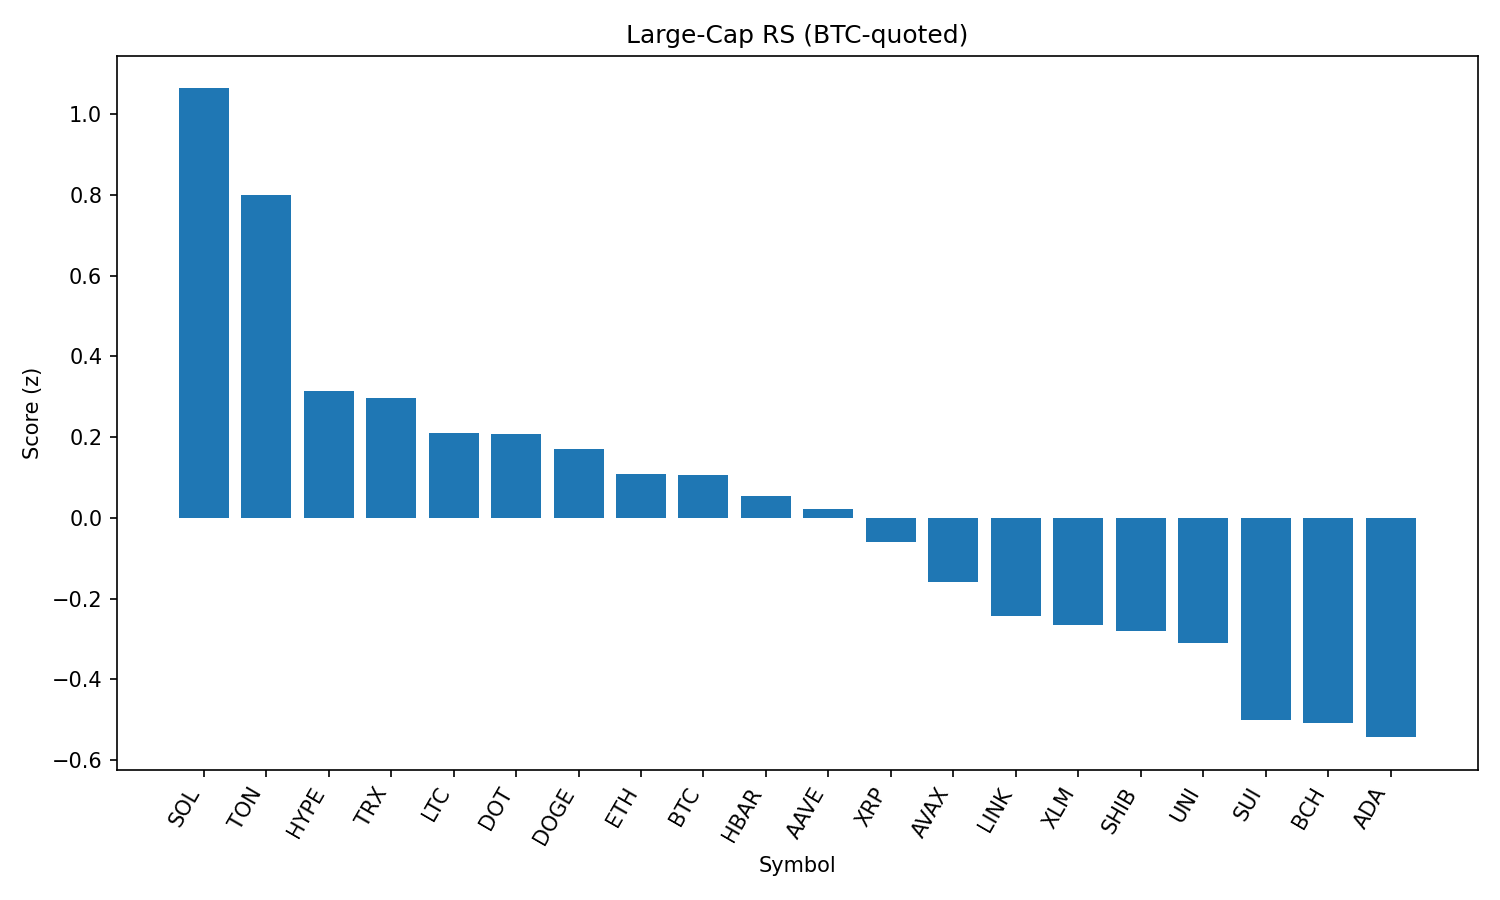 Large-Cap RS (BTC-quoted)
Score (z)
1.0
0.8
0.6
0.4
0.2
0.0
−0.2
−0.4
−0.6
SOL
TON
HYPE
TRX
LTC
DOT
DOGE
ETH
BTC
HBAR
AAVE
XRP
AVAX
LINK
XLM
SHIB
UNI
SUI
BCH
ADA
Symbol